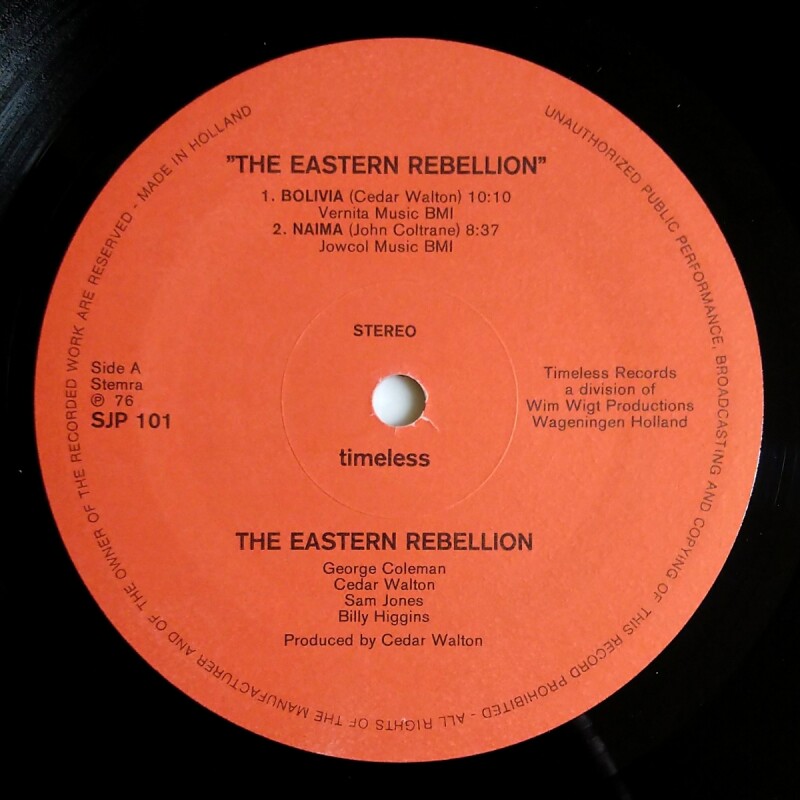 "THE EASTERN REBELLION"
1. BOLIVIA (Cedar Walton) 10:10
Vernita Music BMI
2. NAIMA (John Coltrane) 8:37
Jowcol Music BMI
STEREO
Side A
Stemra
℗ 76
SJP 101
Timeless Records
a division of
Wim Wigt Productions
Wageningen Holland
timeless
THE EASTERN REBELLION
George Coleman
Cedar Walton
Sam Jones
Billy Higgins
Produced by Cedar Walton
UNAUTHORIZED PUBLIC PERFORMANCE, BROADCASTING AND COPYING OF THIS RECORD PROHIBITED - ALL RIGHTS OF THE MANUFACTURER AND OF THE OWNER OF THE RECORDED WORK ARE RESERVED - MADE IN HOLLAND